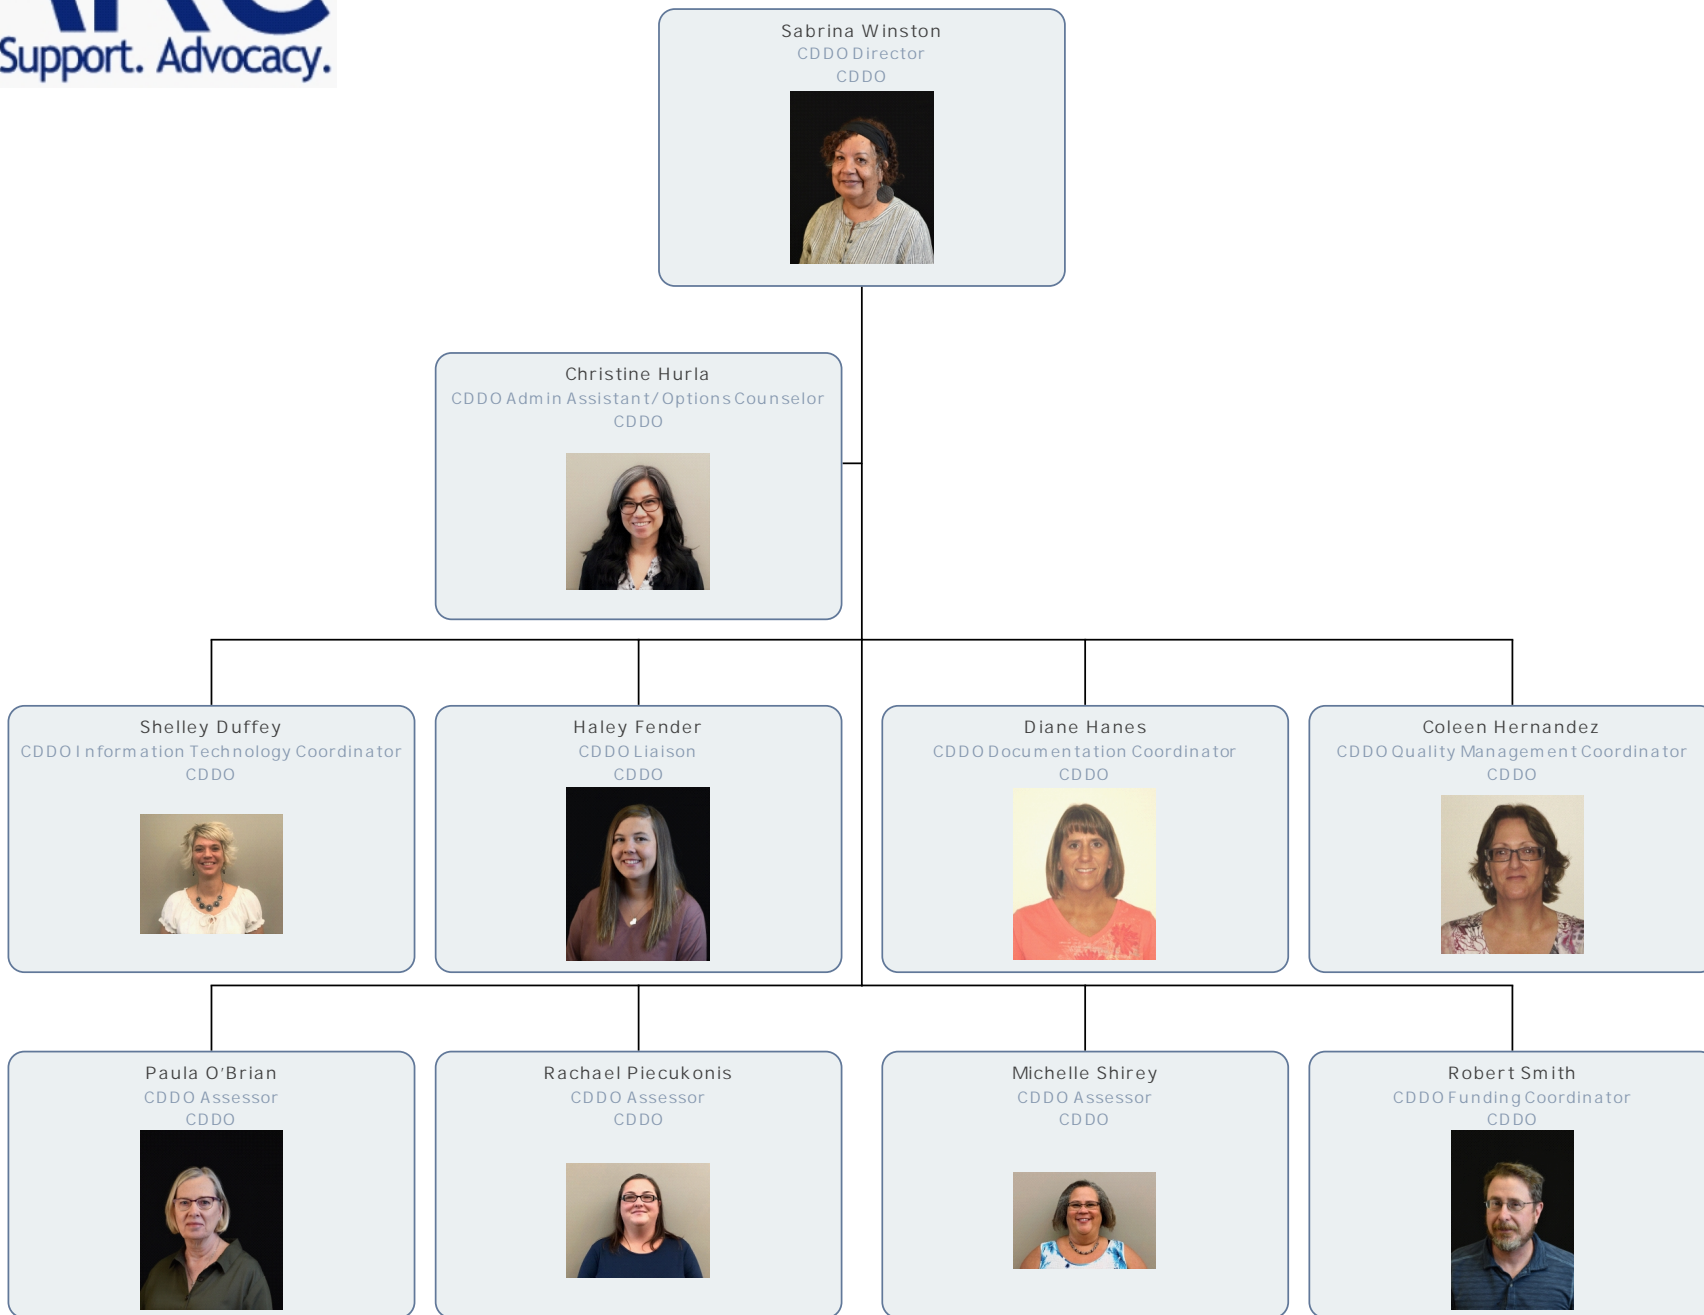 Support. Advocacy.
Sabrina Winston
CDDO Director
CDDO
Christine Hurla
CDDO Admin Assistant/Options Counselor
CDDO
Shelley Duffey
CDDO Information Technology Coordinator
CDDO
Haley Fender
CDDO Liaison
CDDO
Diane Hanes
CDDO Documentation Coordinator
CDDO
Coleen Hernandez
CDDO Quality Management Coordinator
CDDO
Paula O'Brian
CDDO Assessor
CDDO
Rachael Piecukonis
CDDO Assessor
CDDO
Michelle Shirey
CDDO Assessor
CDDO
Robert Smith
CDDO Funding Coordinator
CDDO